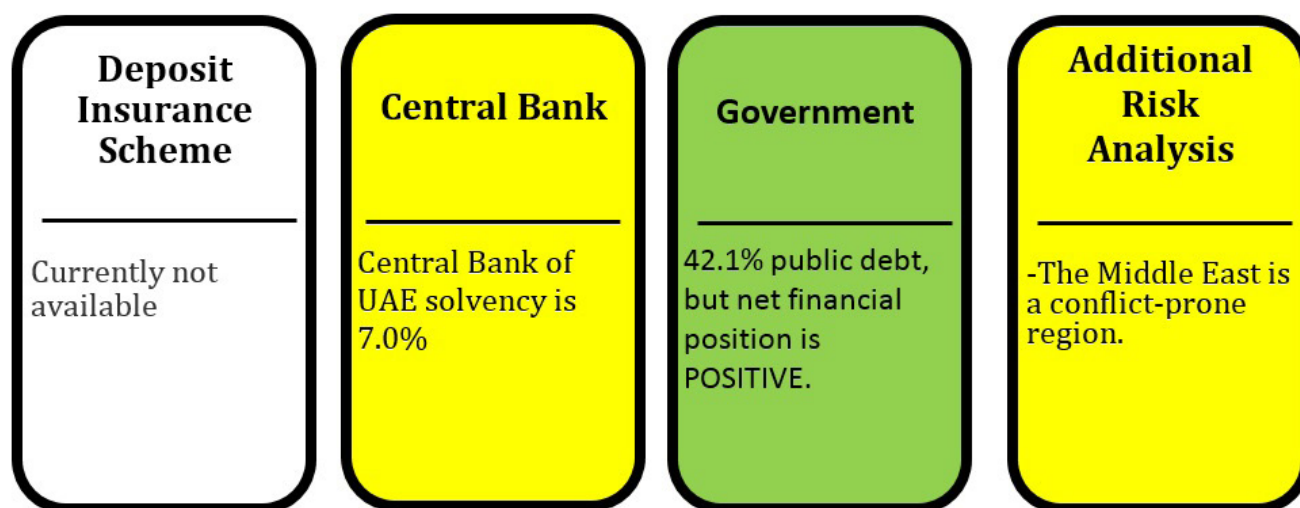 Deposit
Insurance
Scheme
Currently not
available
Central Bank
Central Bank of
UAE solvency is
7.0%
Government
42.1% public debt,
but net financial
position is
POSITIVE.
Additional
Risk
Analysis
-The Middle East is
a conflict-prone
region.